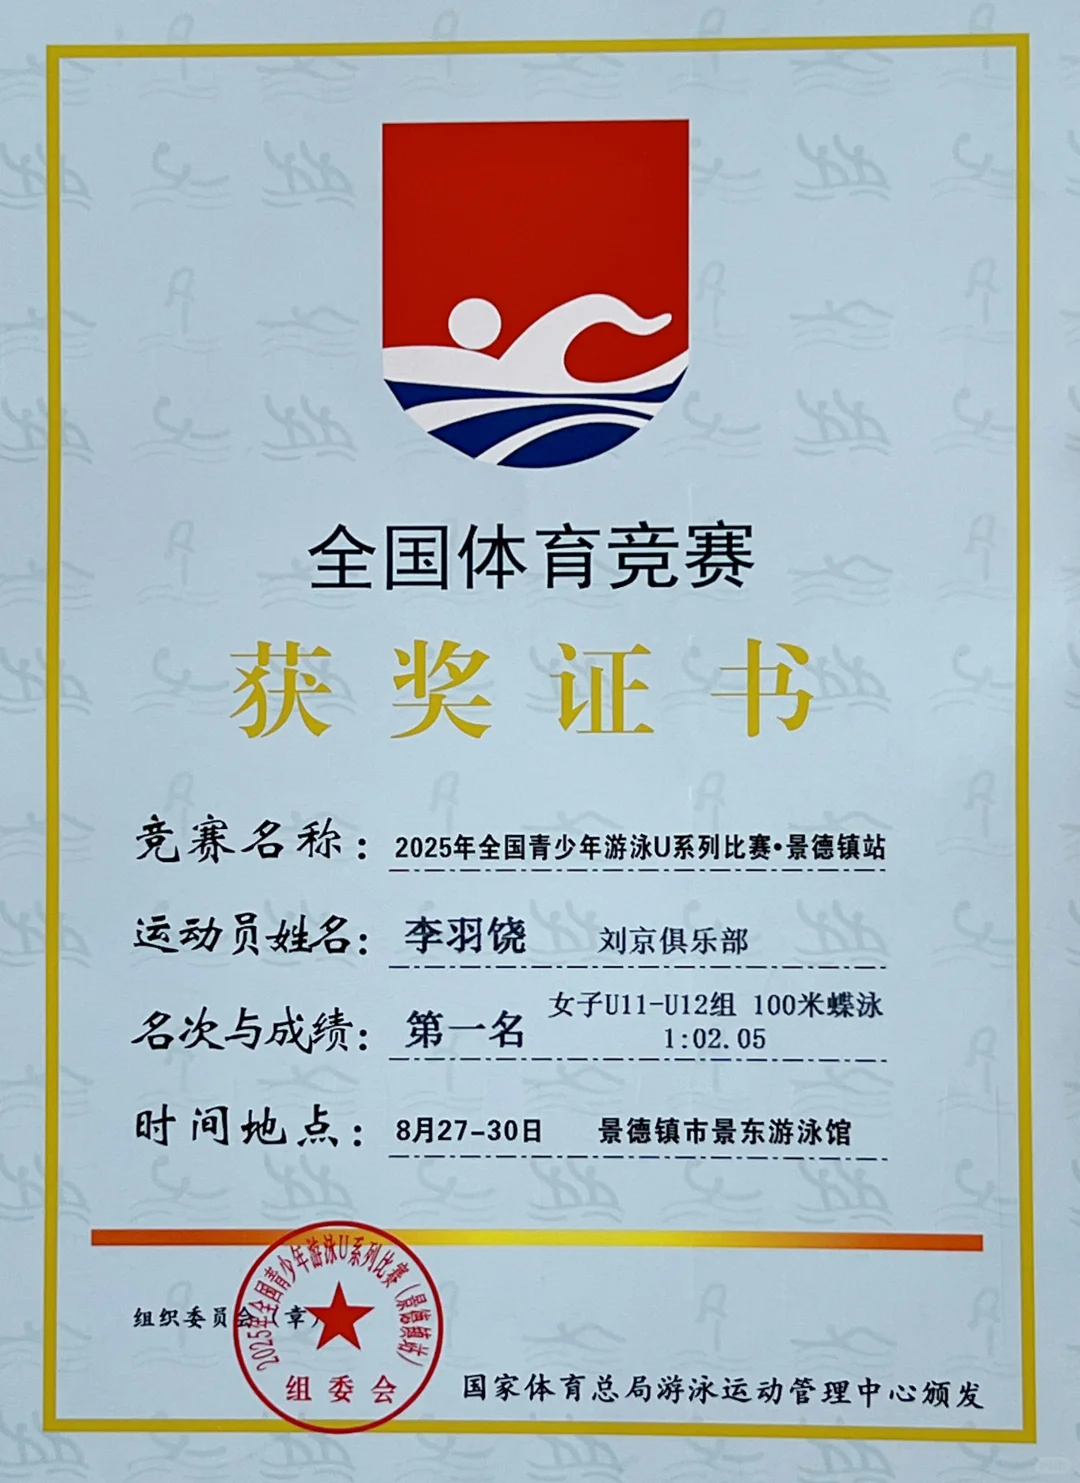 全国体育竞赛
获奖证书
竞赛名称：2025年全国青少年游泳U系列比赛•景德镇站
运动员姓名：李羽饶 刘京俱乐部
名次与成绩：第一名 女子U11-U12组 100米蝶泳
1:02.05
时间地点：8月27-30日 景德镇市景东游泳馆
组织委员会（章）
2025年全国青少年游泳U系列比赛（景德镇站）
组委会
国家体育总局游泳运动管理中心颁发